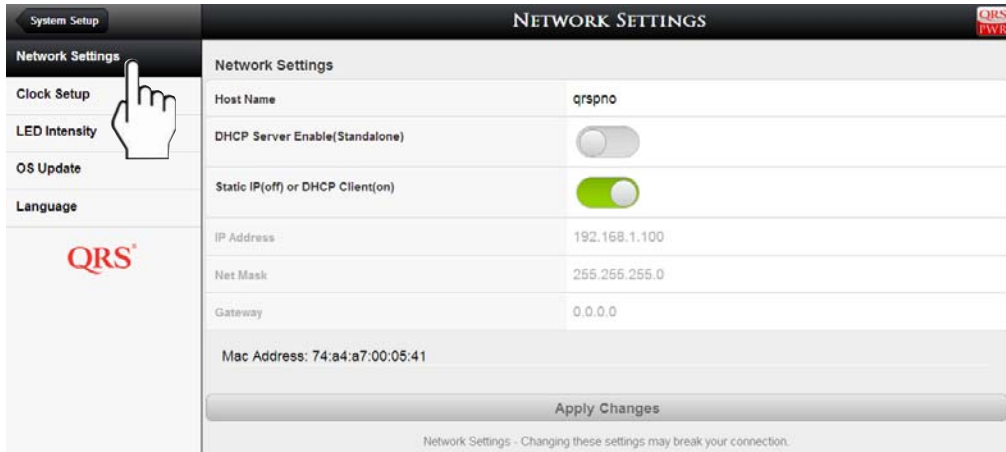 System Setup
NETWORK SETTINGS
QRS
PWR
Network Settings
Clock Setup
LED Intensity
OS Update
Language
QRS®
Network Settings
Host Name qrspno
DHCP Server Enable(Standalone)
Static IP(off) or DHCP Client(on)
IP Address 192.168.1.100
Net Mask 255.255.255.0
Gateway 0.0.0.0
Mac Address: 74:a4:a7:00:05:41
Apply Changes
Network Settings - Changing these settings may break your connection.